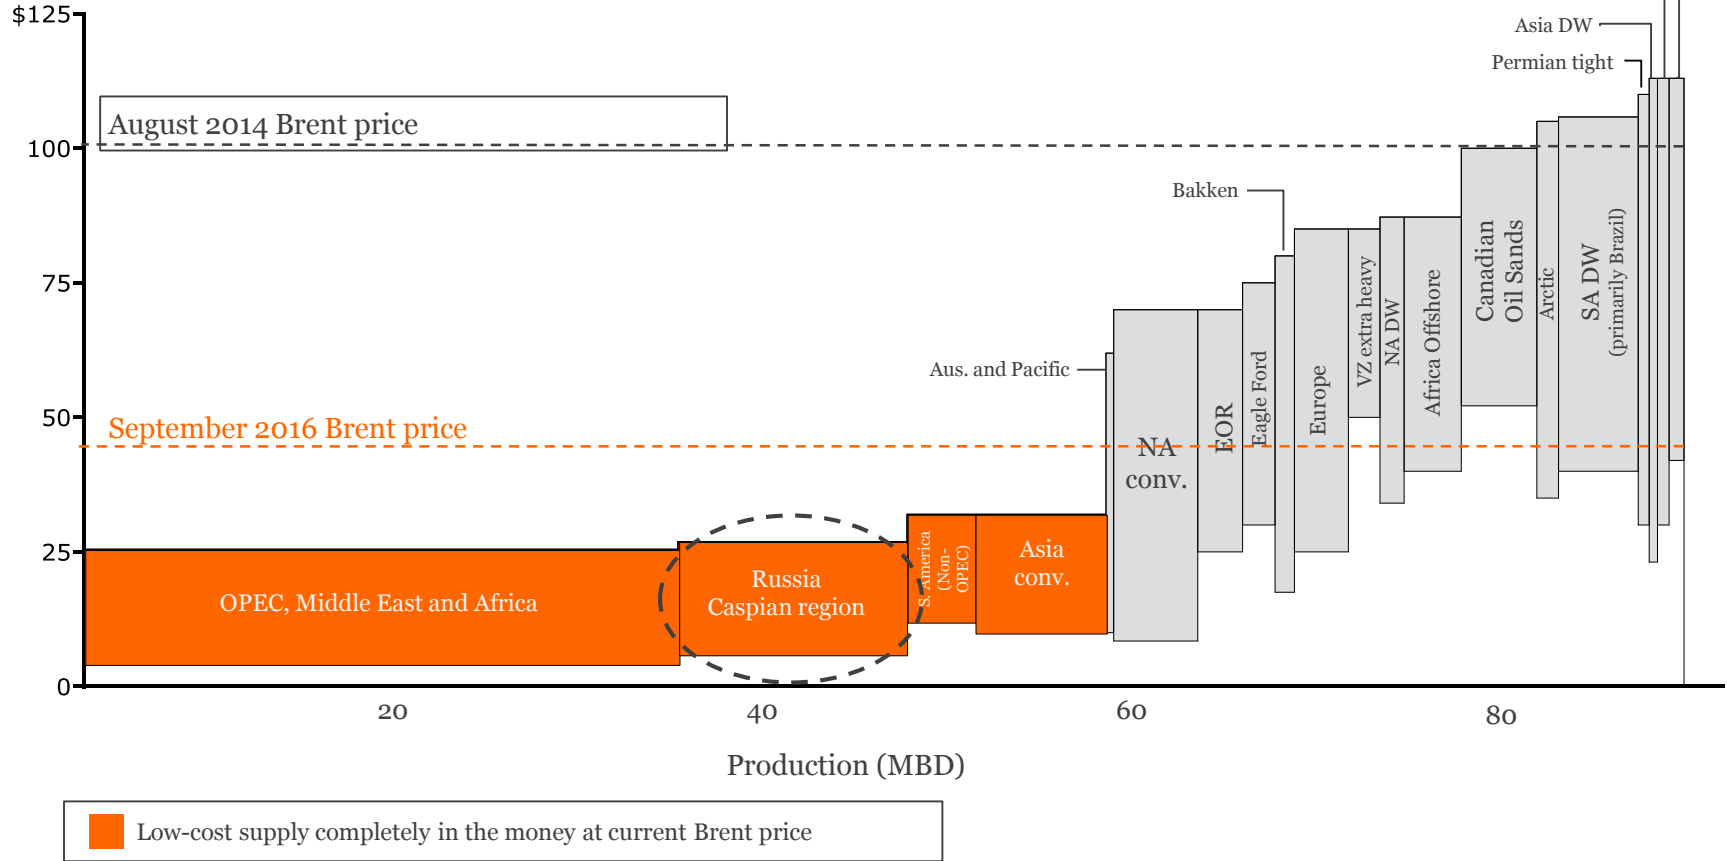 $125
100
75
50
25
0
August 2014 Brent price
September 2016 Brent price
OPEC, Middle East and Africa
Russia
Caspian region
S. America
(Non-
OPEC)
Asia
conv.
Aus. and Pacific
NA
conv.
EOR
Eagle Ford
Bakken
Europe
VZ extra heavy
NA DW
Africa Offshore
Canadian
Oil Sands
Arctic
SA DW
(primarily Brazil)
Permian tight
Asia DW
20
40
60
80
Production (MBD)
Low-cost supply completely in the money at current Brent price